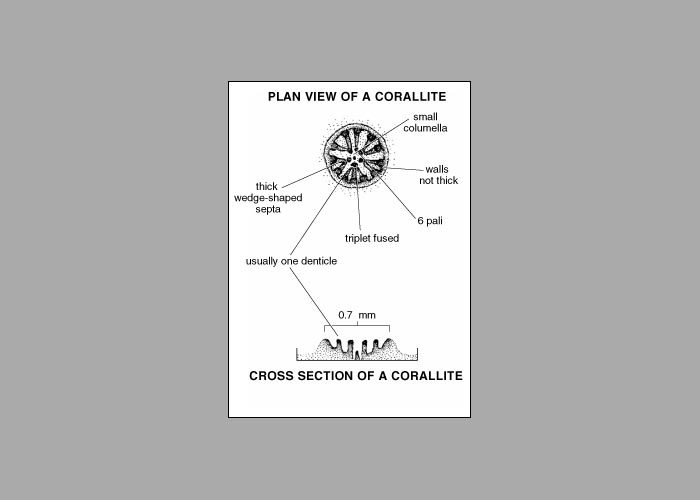 PLAN VIEW OF A CORALLITE
small
columella
walls
not thick
thick
wedge-shaped
septa
6 pali
triplet fused
usually one denticle
0.7 mm
CROSS SECTION OF A CORALLITE